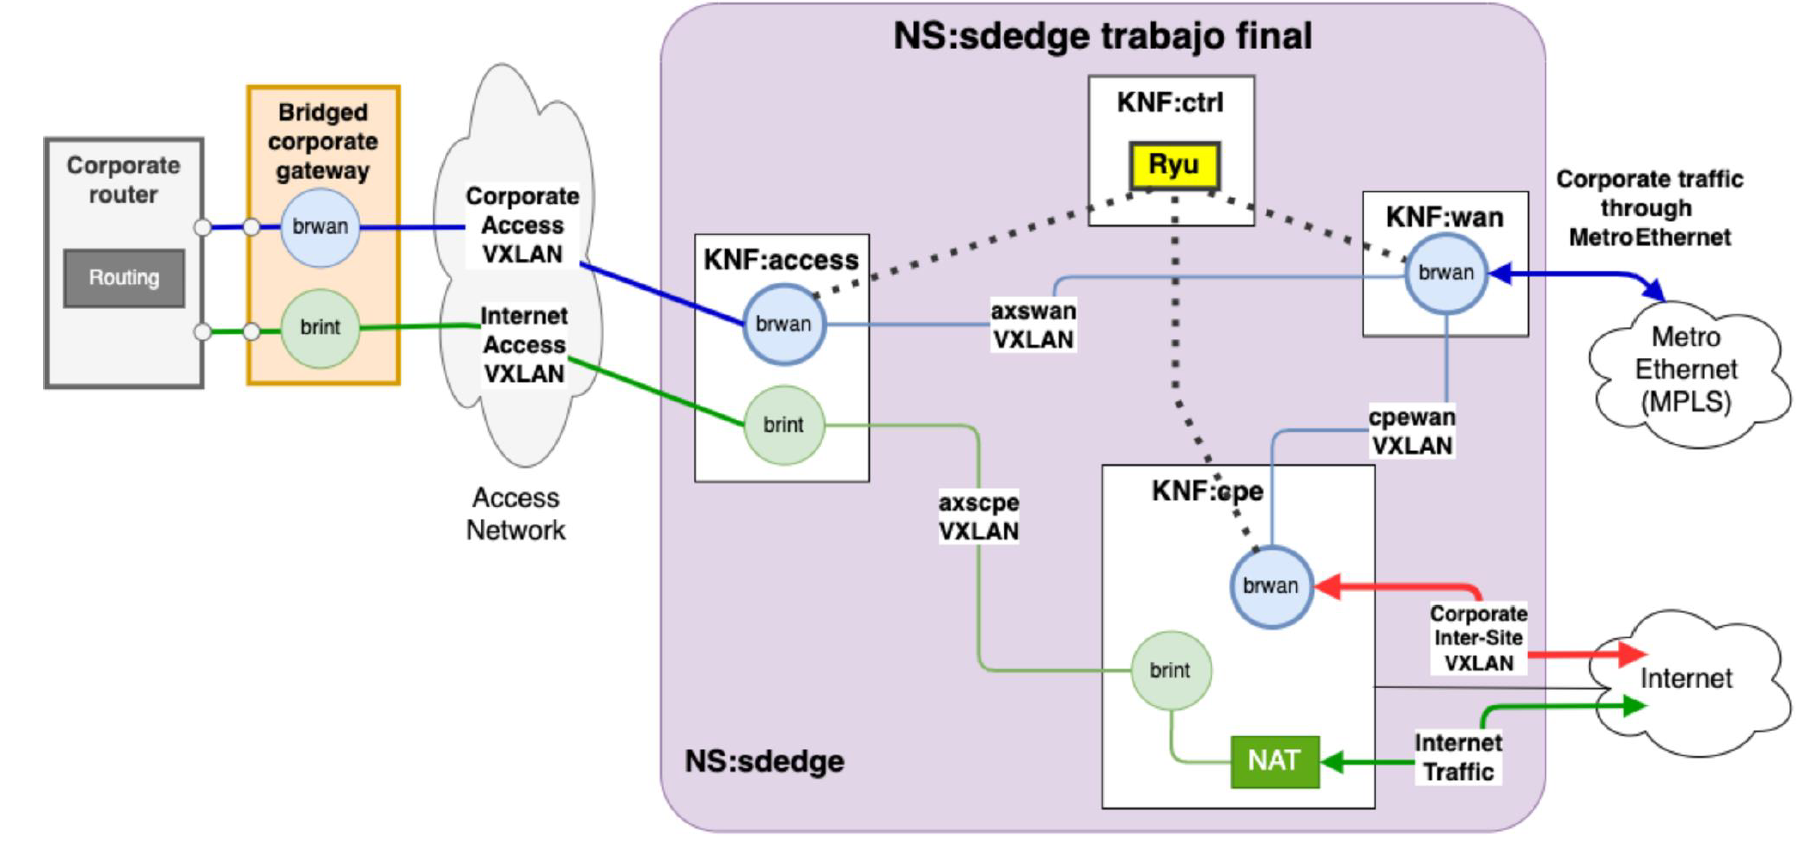 NS:sdedge trabajo final
KNF:ctrl
Ryu
Bridged
corporate
gateway
brwan
brint
Corporate
router
Routing
Corporate
Access
VXLAN
Internet
Access
VXLAN
Access
Network
KNF:access
brwan
brint
axswan
VXLAN
KNF:wan
brwan
Corporate traffic
through
MetroEthernet
Metro
Ethernet
(MPLS)
cpewan
VXLAN
axscpe
VXLAN
KNF:cpe
brwan
brint
NAT
Corporate
Inter-Site
VXLAN
Internet
Internet
Traffic
NS:sdedge